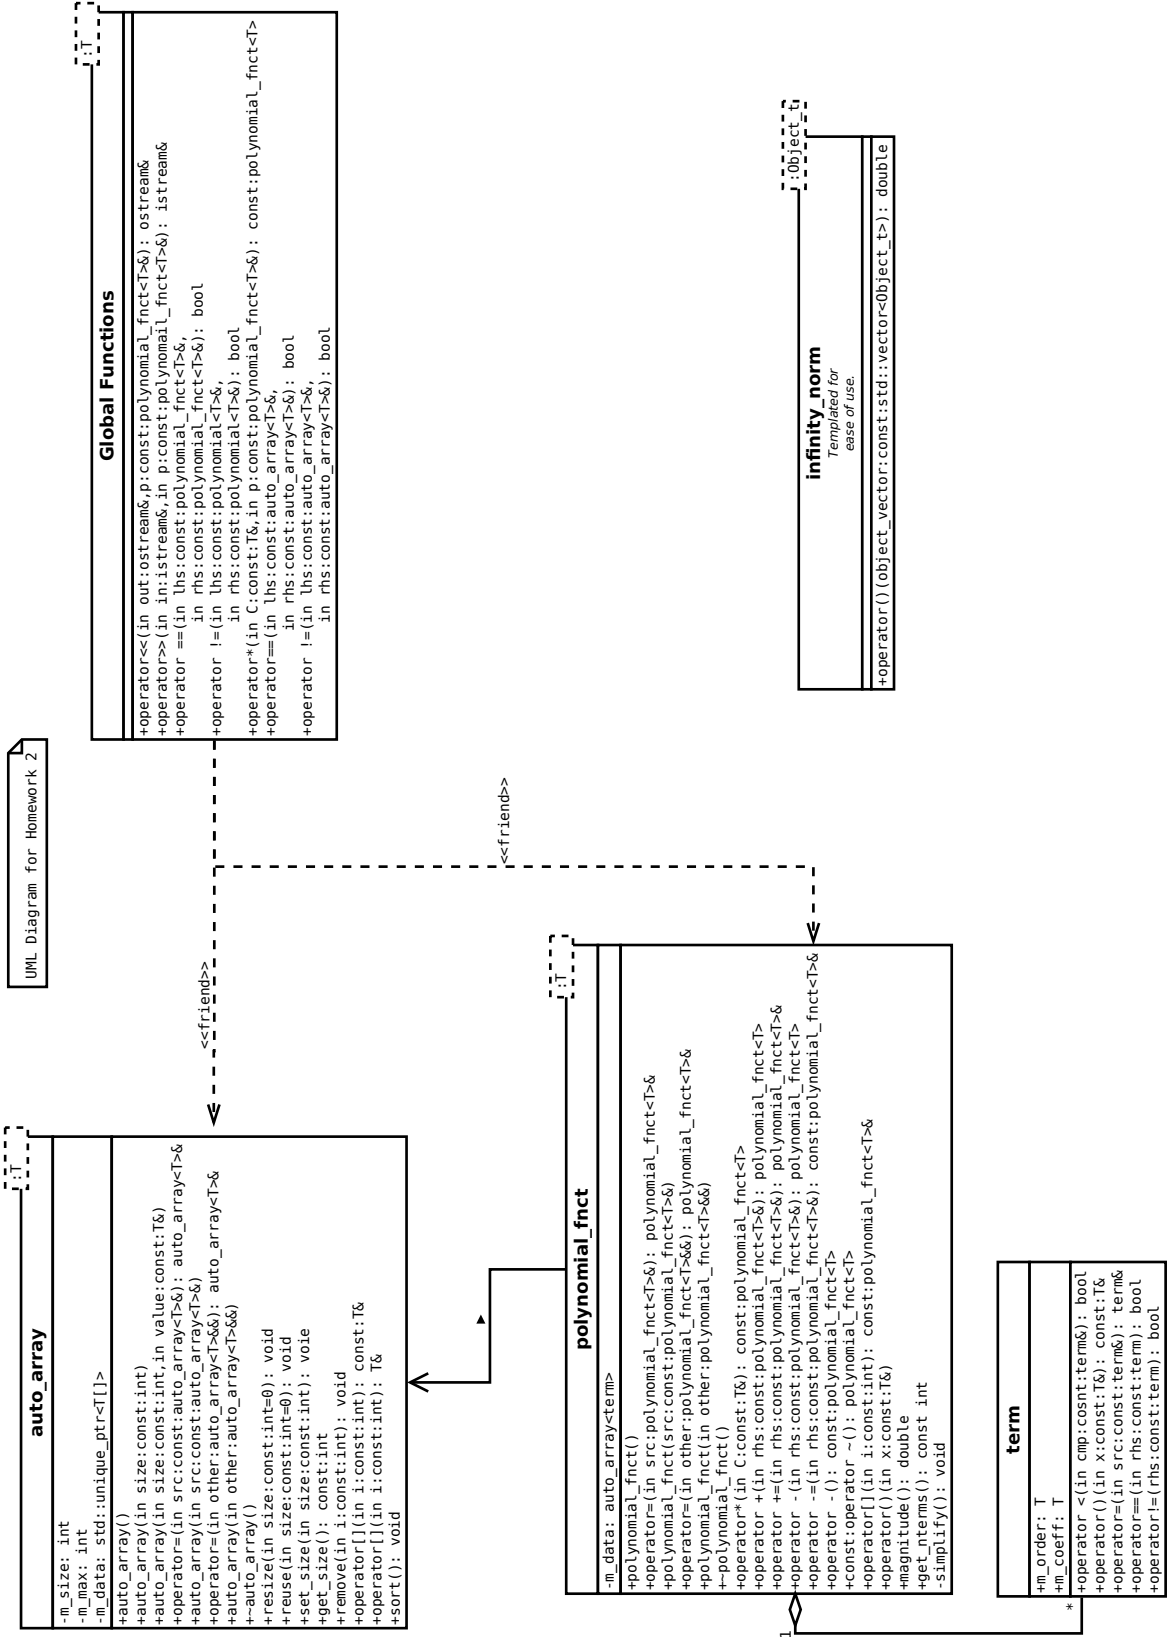 UML Diagram for Homework 2
:T
auto_array
-m_size: int
-m_max: int
-m_data: std::unique_ptr<T[]>
+auto_array()
+auto_array(in size:const:int)
+auto_array(in size:const:int,in value:const:T&)
+operator=(in src:const:auto_array<T>&): auto_array<T>&
+auto_array(in src:const:auto_array<T>&)
+operator=(in other:auto_array<T>&&): auto_array<T>&
+auto_array(in other:auto_array<T>&&)
+~auto_array()
+resize(in size:const:int=0): void
+reuse(in size:const:int=0): void
+set_size(in size:const:int): voie
+get_size(): const:int
+remove(in i:const:int): void
+operator[](in i:const:int): const:T&
+operator[](in i:const:int): T&
+sort(): void
<<friend>>
:T
Global Functions
+operator<<(in out:ostream&,p:const:polynomial_fnct<T>&): ostream&
+operator>>(in in:istream&,in p:const:polynomail_fnct<T>&): istream&
+operator ==(in lhs:const:polynomial_fnct<T>&,
in rhs:const:polynomial_fnct<T>&): bool
+operator !=(in lhs:const:polynomial<T>&,
in rhs:const:polynomial<T>&): bool
+operator*(in C:const:T&,in p:const:polynomial_fnct<T>&): const:polynomial_fnct<T>
+operator==(in lhs:const:auto_array<T>&,
in rhs:const:auto_array<T>&): bool
+operator !=(in lhs:const:auto_array<T>&,
in rhs:const:auto_array<T>&): bool
<<friend>>
:T
polynomial_fnct
-m_data: auto_array<term>
+polynomial_fnct()
+operator=(in src:polynomial_fnct<T>&): polynomial_fnct<T>&
+polynomial_fnct(src:const:polynomial_fnct<T>&)
+operator=(in other:polynomial_fnct<T>&&): polynomial_fnct<T>&
+polynomial_fnct(in other:polynomial_fnct<T>&&)
+~polynomial_fnct()
+operator*(in C:const:T&): const:polynomial_fnct<T>
+operator +(in rhs:const:polynomial_fnct<T>&): polynomial_fnct<T>
+operator +=(in rhs:const:polynomial_fnct<T>&): polynomial_fnct<T>&
+operator -(in rhs:const:polynomial_fnct<T>&): polynomial_fnct<T>
+operator -=(in rhs:const:polynomial_fnct<T>&): const:polynomial_fnct<T>&
+operator -(): const:polynomial_fnct<T>
+const:operator ~(): polynomial_fnct<T>
+operator[](in i:const:int): const:polynomial_fnct<T>&
+operator()(in x:const:T&)
+magnitude(): double
+get_nterms(): const int
-simplify(): void
:Object_t
infinity_norm
Templated for
ease of use.
+operator()(object_vector:const:std::vector<Object_t>): double
1
*
term
+m_order: T
+m_coeff: T
+operator <(in cmp:cosnt:term&): bool
+operator()(in x:const:T&): const:T&
+operator=(in src:const:term&): term&
+operator==(in rhs:const:term): bool
+operator!=(rhs:const:term): bool